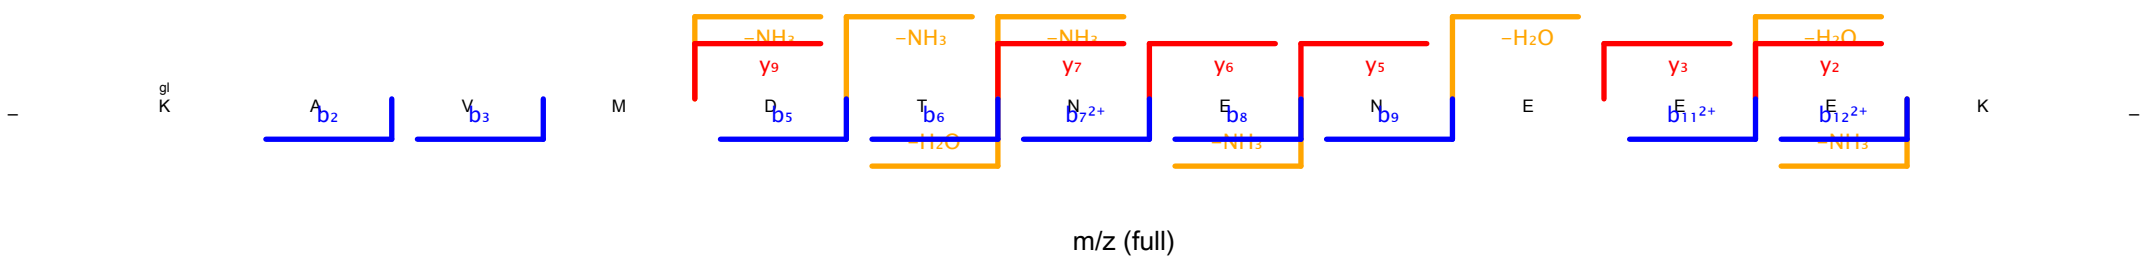 −NH₃ −NH₃ −NH₃ −H₂O −H₂O
y₉ y₇ y₆ y₅ y₃ y₂
gl
– K A V M D T N E N E E E K –
b₂ b₃ b₅ b₆ b₇²⁺ b₈ b₉ b₁₁²⁺ b₁₂²⁺
−H₂O −NH₃ −NH₃
m/z (full)